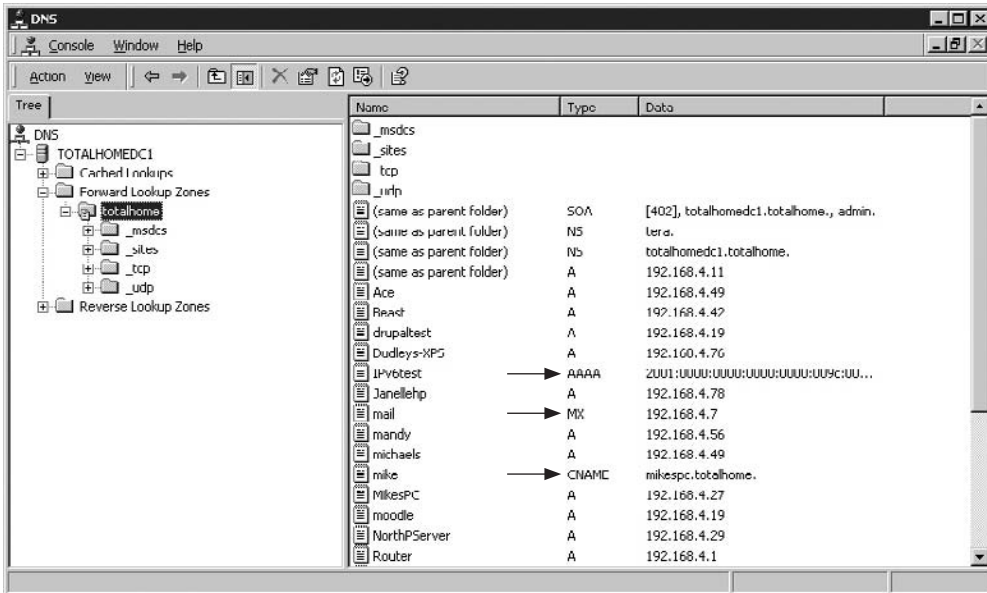 DNS
Console Window Help
Action View
Tree
DNS
TOTALHOMEDC1
Cached Lookups
Forward Lookup Zones
totalhome
_msdcs
_sites
_tcp
_udp
Reverse Lookup Zones
Name Type Data
_msdcs
_sites
_tcp
_udp
(same as parent folder) SOA [402], totalhomedc1.totalhome., admin.
(same as parent folder) NS tera.
(same as parent folder) NS totalhomedc1.totalhome.
(same as parent folder) A 192.168.4.11
Ace A 192.168.4.49
Beast A 192.168.4.42
drupaltest A 192.168.4.19
Dudleys-XPS A 192.168.4.76
IPv6test AAAA 2001:0000:0000:0000:0000:009c:00...
Janellehp A 192.168.4.78
mail MX 192.168.4.7
mandy A 192.168.4.56
michaels A 192.168.4.49
mike CNAME mikespc.totalhome.
MikesPC A 192.168.4.27
moodle A 192.168.4.19
NorthPServer A 192.168.4.29
Router A 192.168.4.1